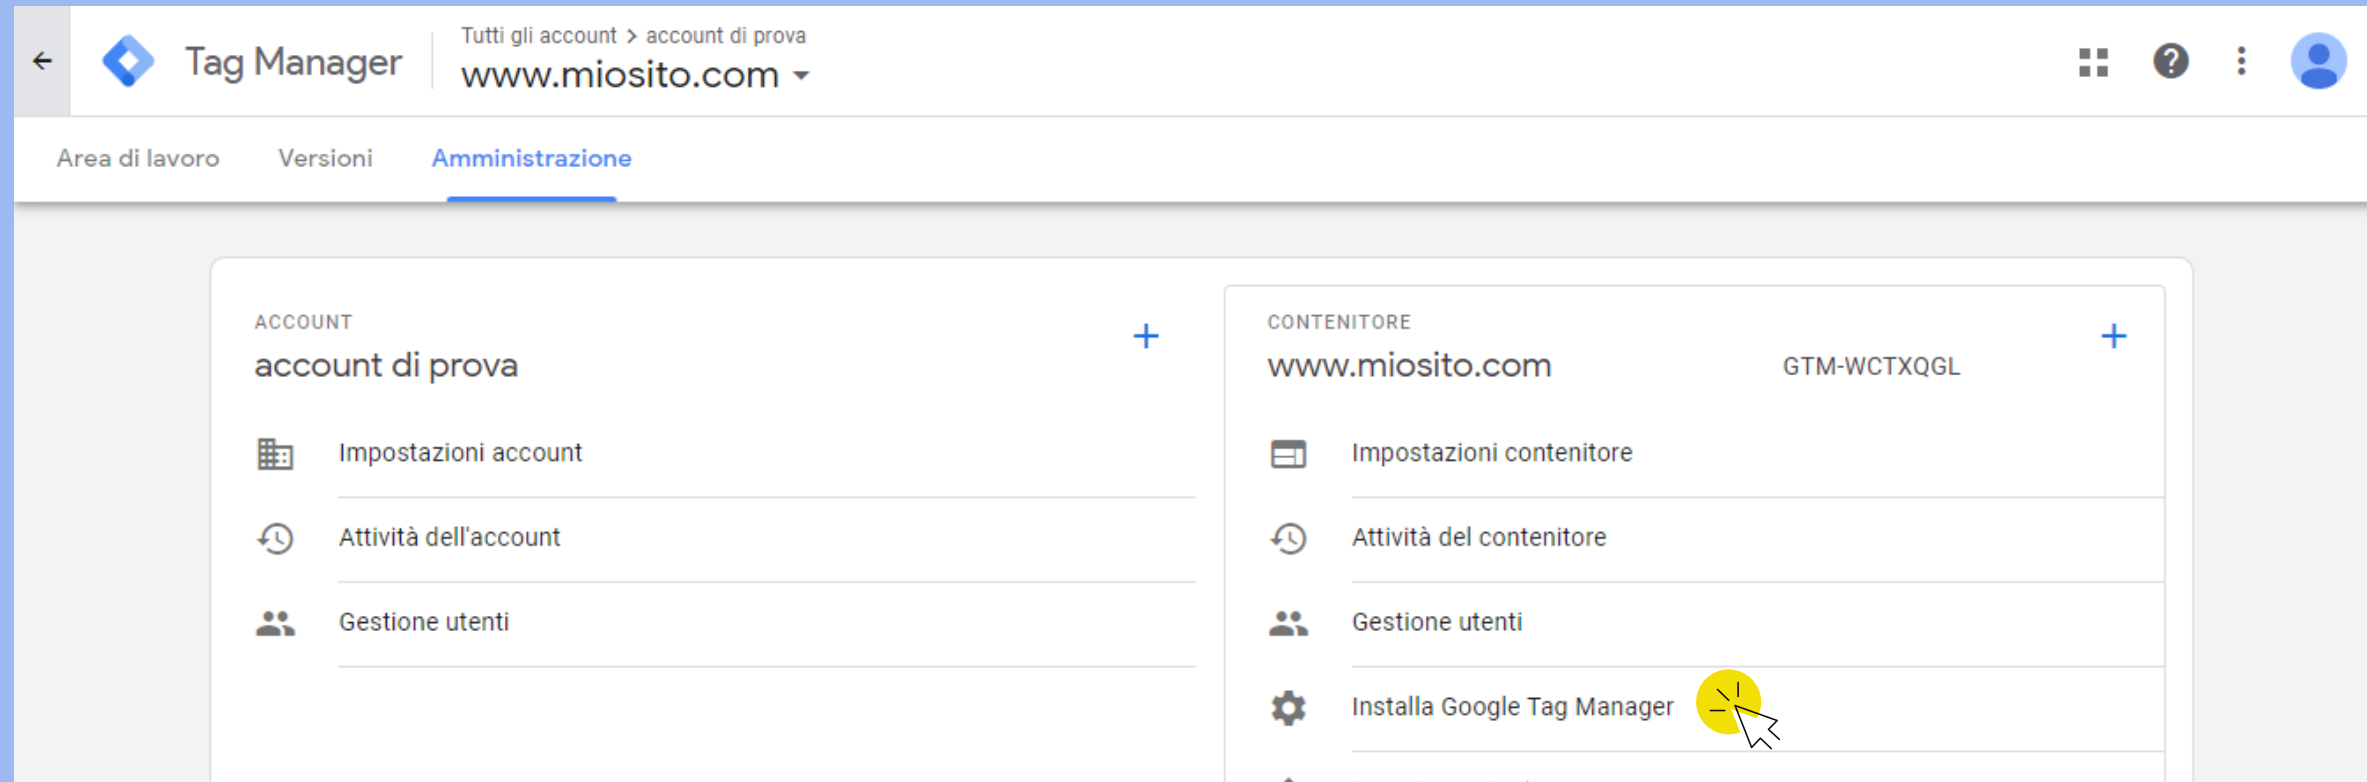 Tag Manager
Tutti gli account > account di prova
www.miosito.com
Area di lavoro Versioni Amministrazione
ACCOUNT
account di prova
Impostazioni account
Attività dell'account
Gestione utenti
CONTENITORE
www.miosito.com GTM-WCTXQGL
Impostazioni contenitore
Attività del contenitore
Gestione utenti
Installa Google Tag Manager